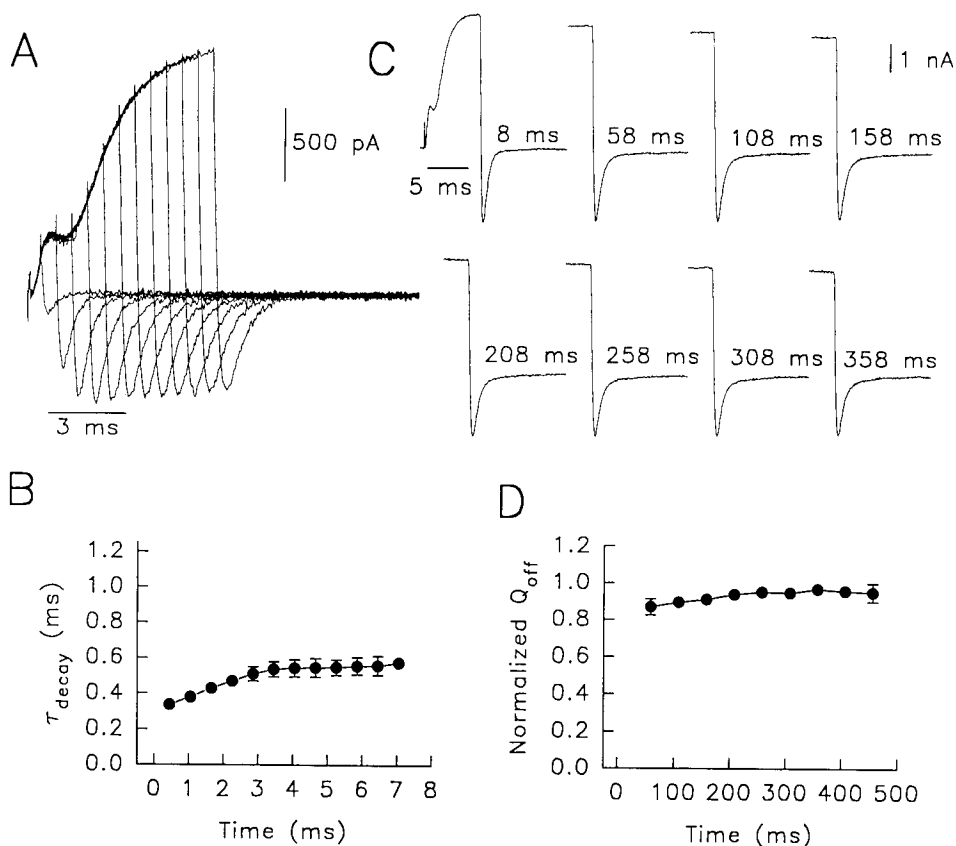 A
500 pA
3 ms
C
1 nA
8 ms
58 ms
108 ms
158 ms
5 ms
208 ms
258 ms
308 ms
358 ms
B
1.2
1.0
0.8
0.6
0.4
0.2
0.0
τdecay (ms)
0 1 2 3 4 5 6 7 8
Time (ms)
D
1.2
1.0
0.8
0.6
0.4
0.2
0.0
Normalized Qoff
0 100 200 300 400 500
Time (ms)